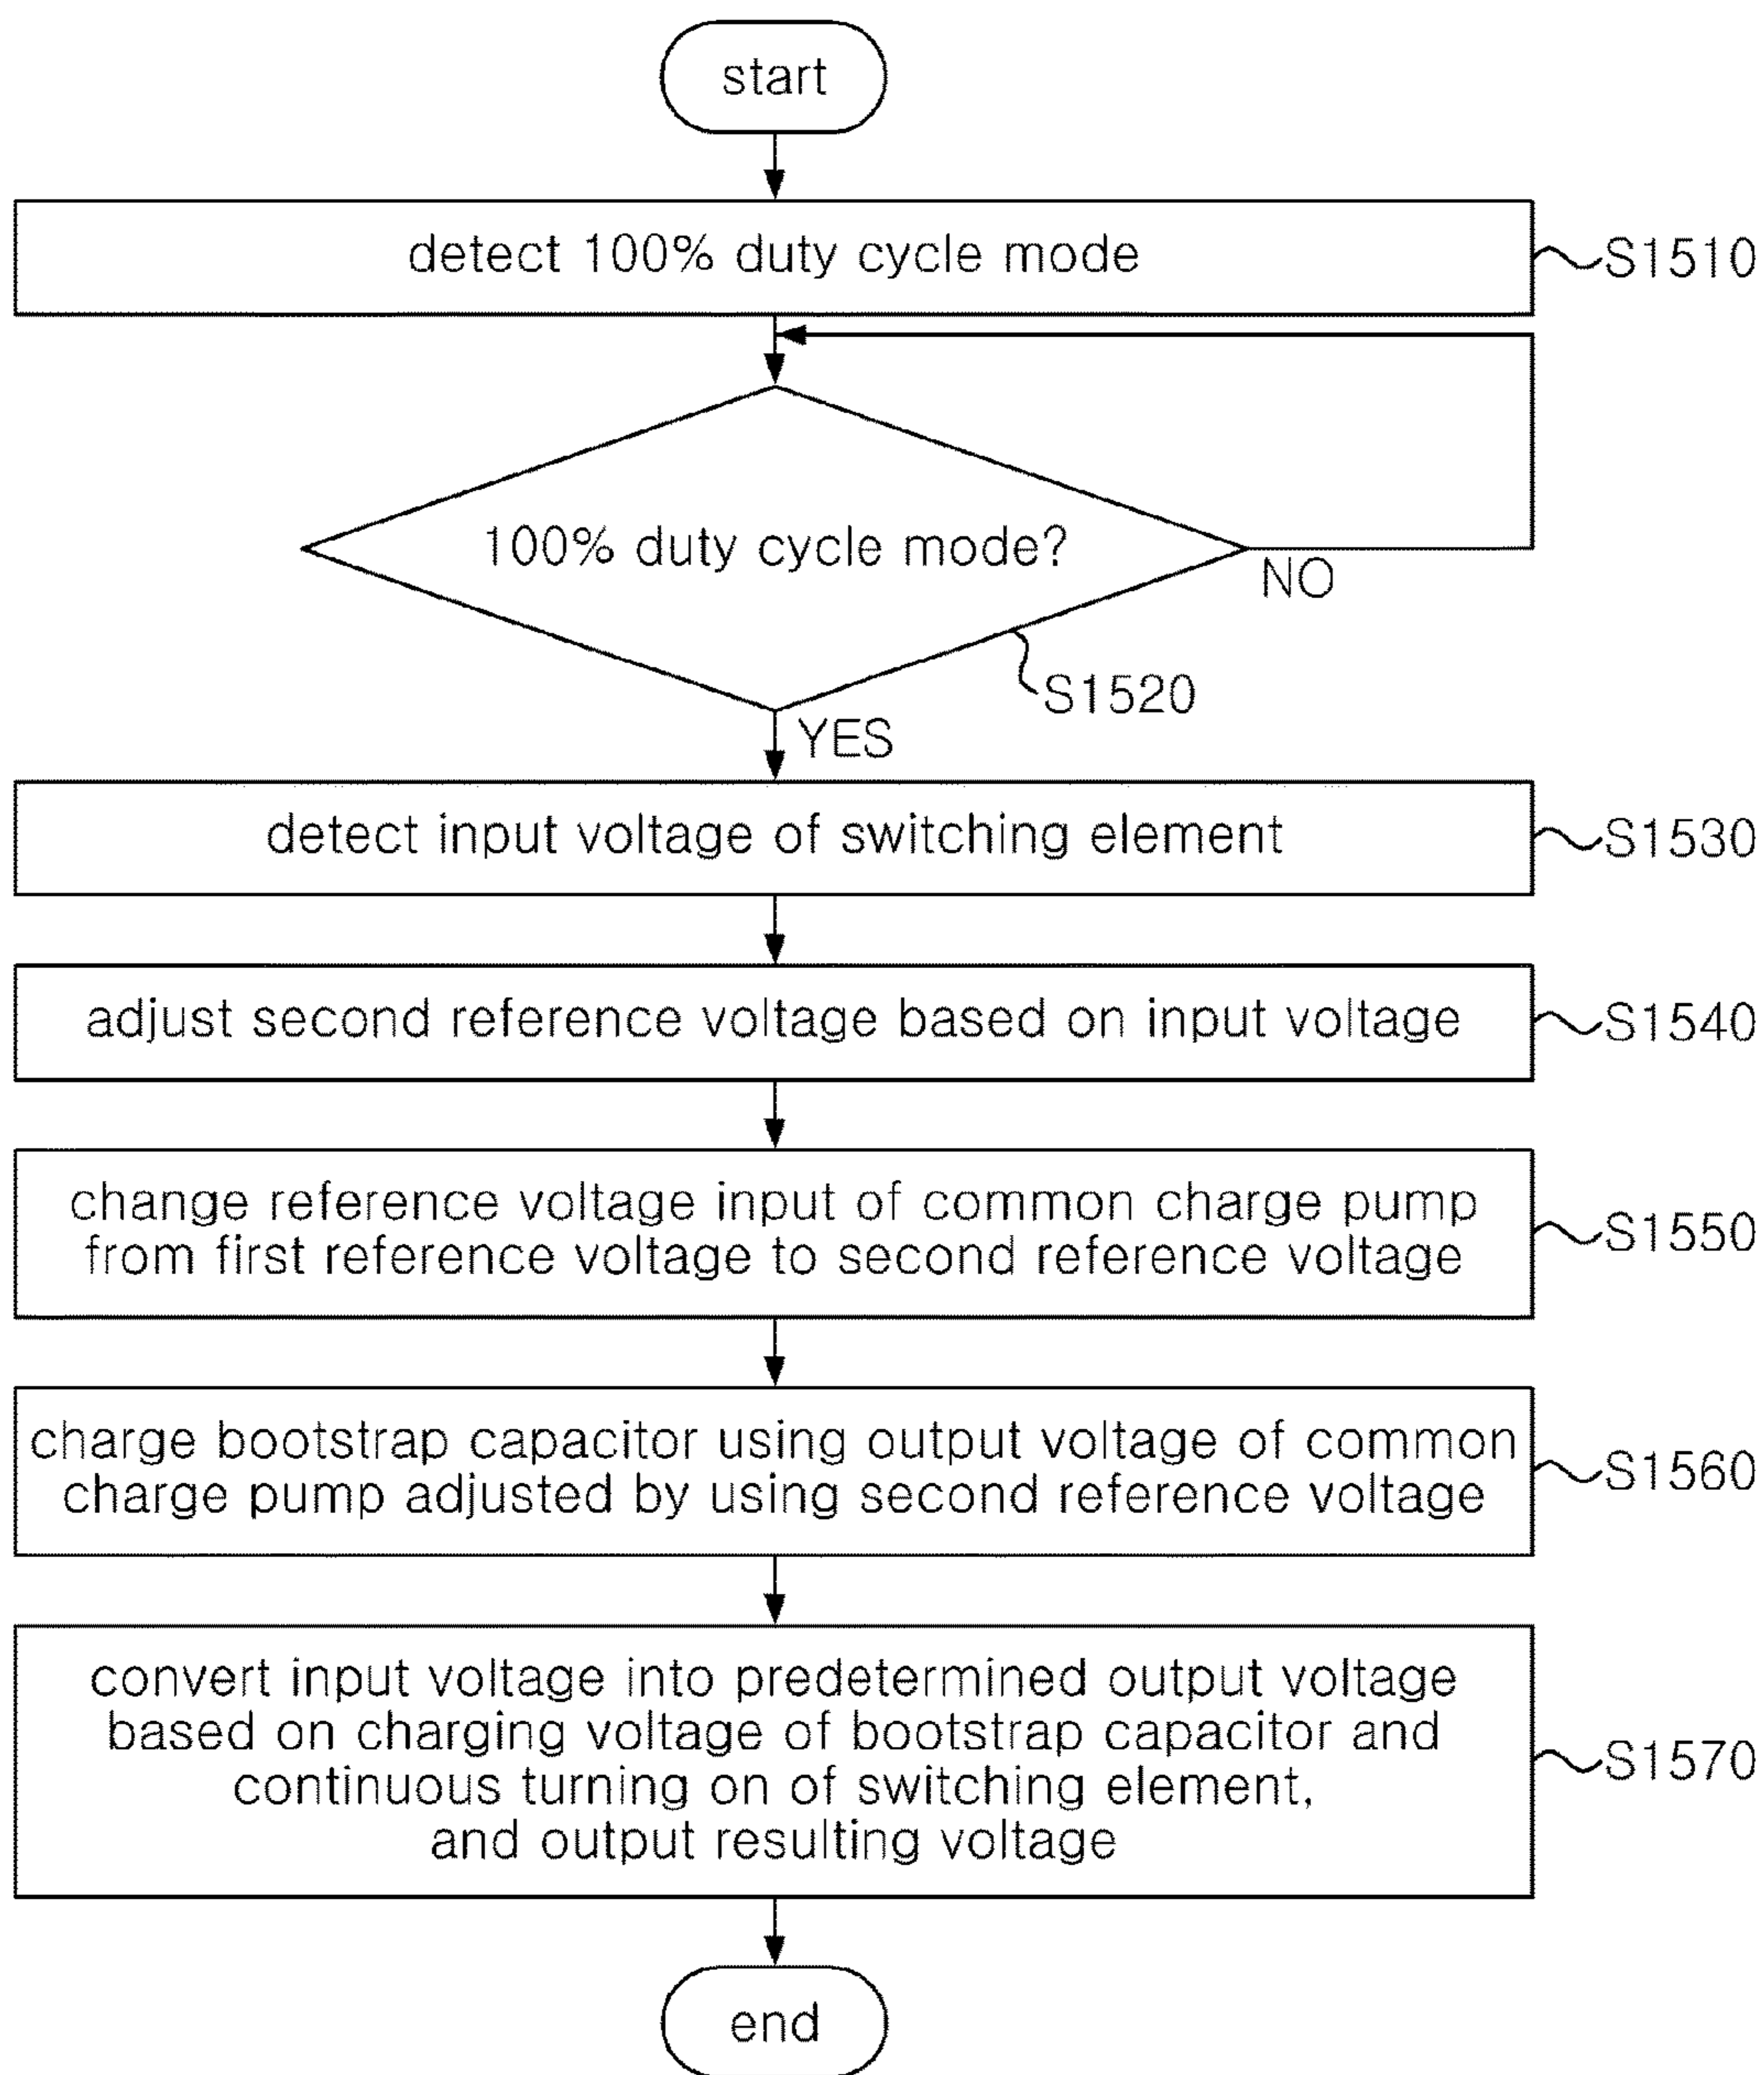 start
detect 100% duty cycle mode
S1510
100% duty cycle mode?
NO
S1520
YES
detect input voltage of switching element
S1530
adjust second reference voltage based on input voltage
S1540
change reference voltage input of common charge pump
from first reference voltage to second reference voltage
S1550
charge bootstrap capacitor using output voltage of common
charge pump adjusted by using second reference voltage
S1560
convert input voltage into predetermined output voltage
based on charging voltage of bootstrap capacitor and
continuous turning on of switching element,
and output resulting voltage
S1570
end